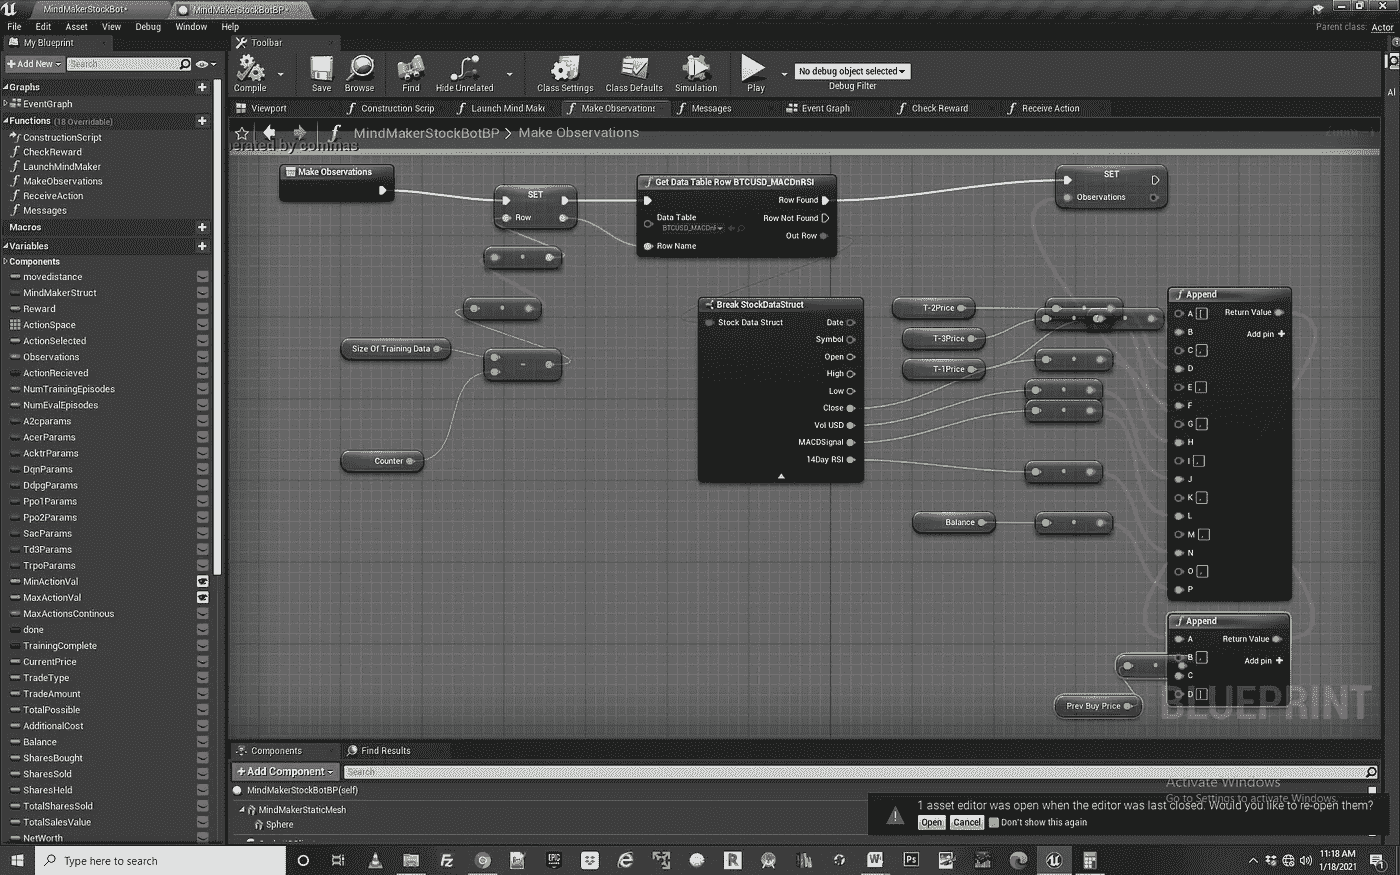 MindMakerStockBot*
MindMakerStockBotBP*
File Edit Asset View Debug Window Help
Parent class: Actor
My Blueprint
Toolbar
+Add New
Search
Compile
Save
Browse
Find
Hide Unrelated
Class Settings
Class Defaults
Simulation
Play
No debug object selected
Debug Filter
Viewport
Construction Scrip
Launch Mind Make
Make Observations
Messages
Event Graph
Check Reward
Receive Action
MindMakerStockBotBP > Make Observations
erated by commas
Graphs
EventGraph
Functions (18 Overridable)
ConstructionScript
CheckReward
LaunchMindMaker
MakeObservations
ReceiveAction
Messages
Macros
Variables
Components
movedistance
MindMakerStruct
Reward
ActionSpace
ActionSelected
Observations
ActionRecieved
NumTrainingEpisodes
NumEvalEpisodes
A2cparams
AcerParams
AcktrParams
DqnParams
DdpgParams
Ppo1Params
Ppo2Params
SacParams
Td3Params
TrpoParams
MinActionVal
MaxActionVal
MaxActionsContinous
done
TrainingComplete
CurrentPrice
TradeType
TradeAmount
TotalPossible
AdditionalCost
Balance
SharesBought
SharesSold
SharesHeld
TotalSharesSold
TotalSalesValue
NetWorth
Make Observations
SET
Row
Get Data Table Row BTCUSD_MACDnRSI
Row Found
Data Table
Row Not Found
Out Row
Row Name
SET
Observations
Size Of Training Data
Counter
Break StockDataStruct
Stock Data Struct
Date
Symbol
Open
High
Low
Close
Vol USD
MACDSignal
14Day RSI
T-2Price
T-3Price
T-1Price
Balance
Append
A [
Return Value
B
Add pin +
C ,
D
E ,
F
G ,
H
I ,
J
K ,
L
M ,
N
O ,
P
Append
A
Return Value
B ,
Add pin +
C
D ]
Prev Buy Price
BLUEPRINT
Components
Find Results
+Add Component
Search
MindMakerStockBotBP(self)
MindMakerStaticMesh
Sphere
Activate Windows
Go to Settings to activate Windows.
1 asset editor was open when the editor was last closed. Would you like to re-open them?
Open Cancel Don't show this again
Type here to search
11:18 AM
1/18/2021